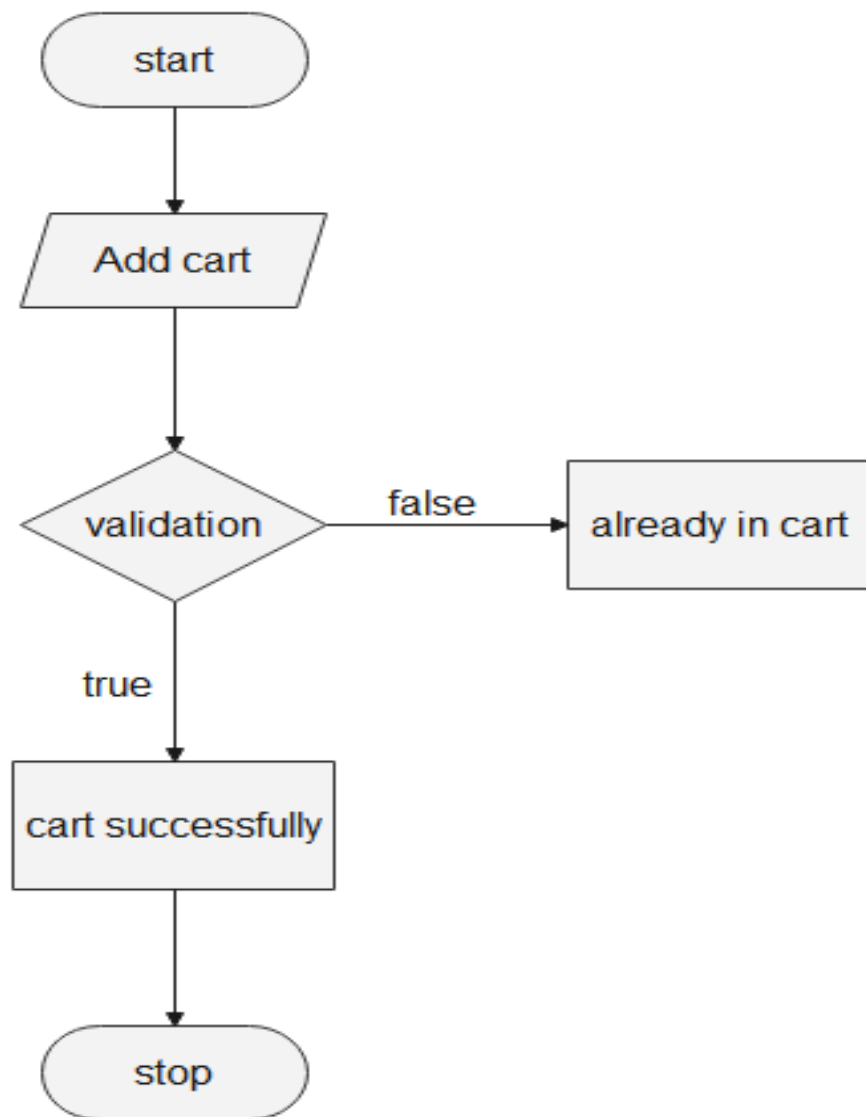 start
Add cart
validation
false
already in cart
true
cart successfully
stop